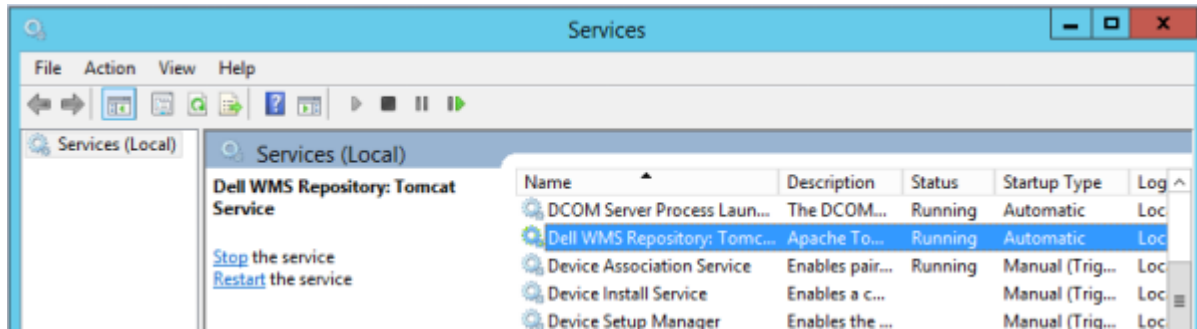 Services
File Action View Help
Services (Local)
Services (Local)
Dell WMS Repository: Tomcat
Service
Stop the service
Restart the service
Name Description Status Startup Type Log
DCOM Server Process Laun... The DCOM... Running Automatic Loc
Dell WMS Repository: Tomc... Apache To... Running Automatic Loc
Device Association Service Enables pair... Running Manual (Trig... Loc
Device Install Service Enables a c... Manual (Trig... Loc
Device Setup Manager Enables the ... Manual (Trig... Loc